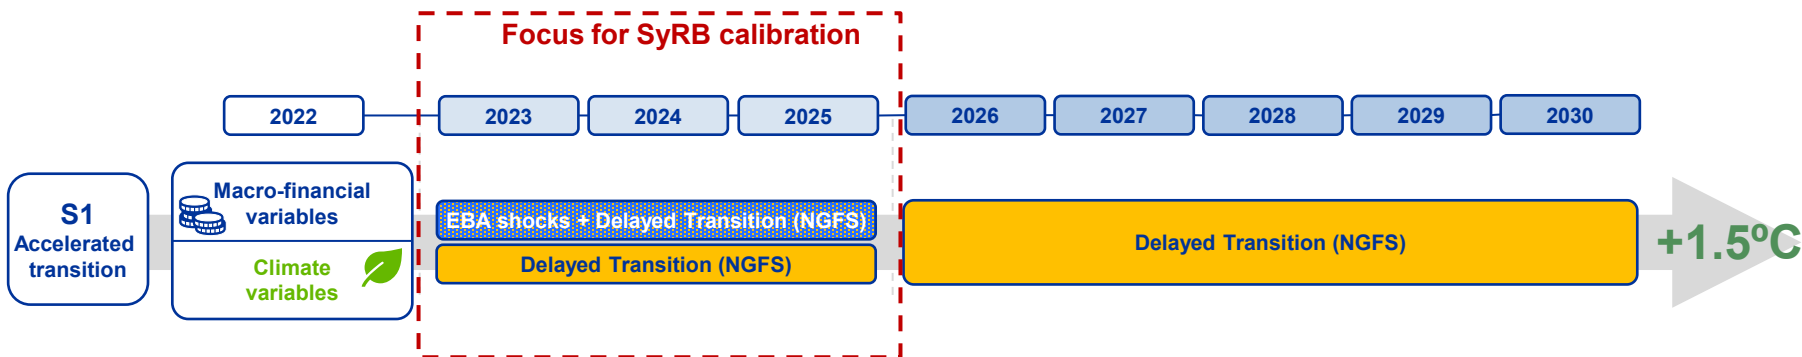 Focus for SyRB calibration
2022
2023
2024
2025
2026
2027
2028
2029
2030
S1
Accelerated
transition
Macro-financial
variables
Climate
variables
EBA shocks + Delayed Transition (NGFS)
Delayed Transition (NGFS)
Delayed Transition (NGFS)
+1.5ºC